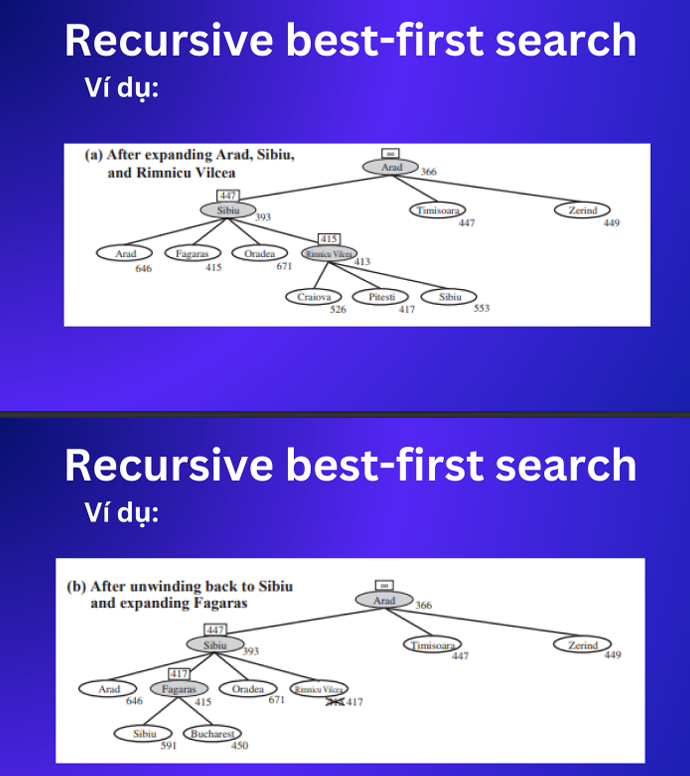 Recursive best-first search
Ví dụ:
(a) After expanding Arad, Sibiu,
and Rimnicu Vilcea
∞
Arad 366
447
Sibiu 393
Timisoara 447
Zerind 449
415
Arad 646
Fagaras 415
Oradea 671
Rimnicu Vilcea 413
Craiova 526
Pitesti 417
Sibiu 553
Recursive best-first search
Ví dụ:
(b) After unwinding back to Sibiu
and expanding Fagaras
∞
Arad 366
447
Sibiu 393
Timisoara 447
Zerind 449
417
Arad 646
Fagaras 415
Oradea 671
Rimnicu Vilcea 417
Sibiu 591
Bucharest 450